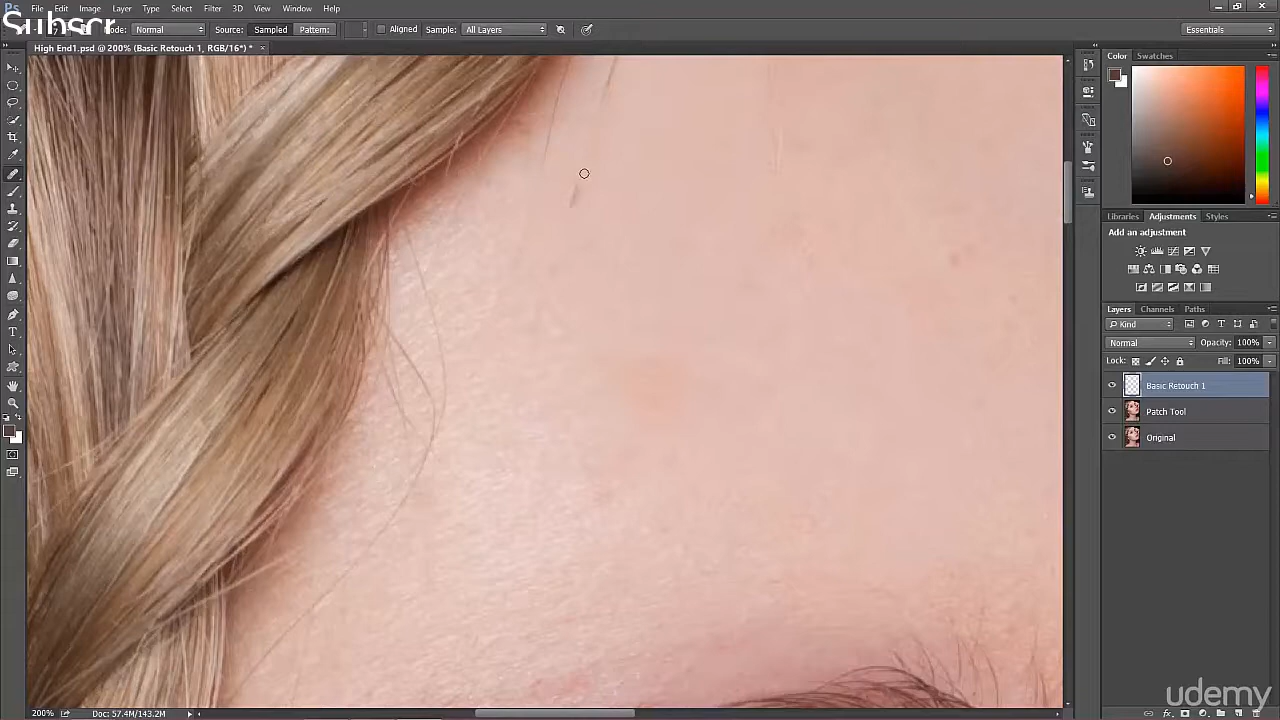 Ps File Edit Image Layer Type Select Filter 3D View Window Help
Subscr
Mode: Normal Source: Sampled Pattern: Aligned Sample: All Layers Essentials
High End1.psd @ 200% (Basic Retouch 1, RGB/16*) * ×
Color Swatches
Libraries Adjustments Styles
Add an adjustment
Layers Channels Paths
Kind
Normal Opacity: 100%
Lock: Fill: 100%
Basic Retouch 1
Patch Tool
Original
udemy
200% Doc: 57.4M/143.2M